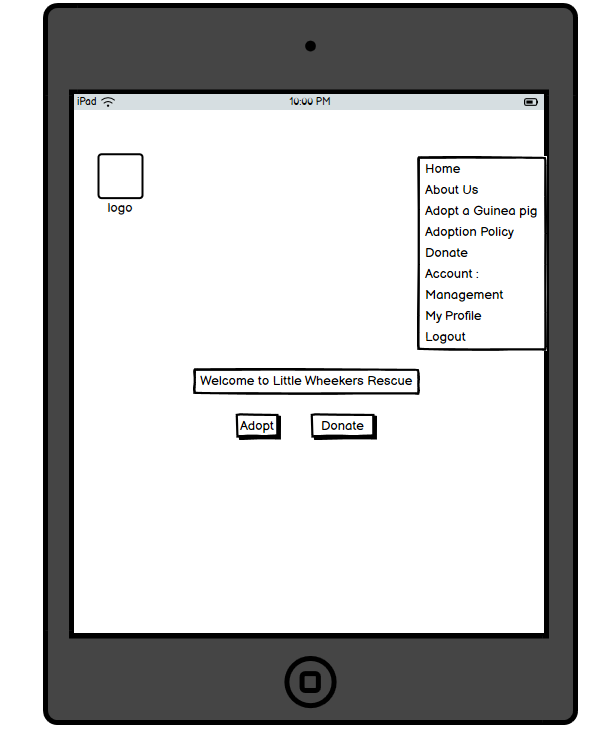 iPad
10:00 PM
logo
Home
About Us
Adopt a Guinea pig
Adoption Policy
Donate
Account :
Management
My Profile
Logout
Welcome to Little Wheekers Rescue
Adopt
Donate